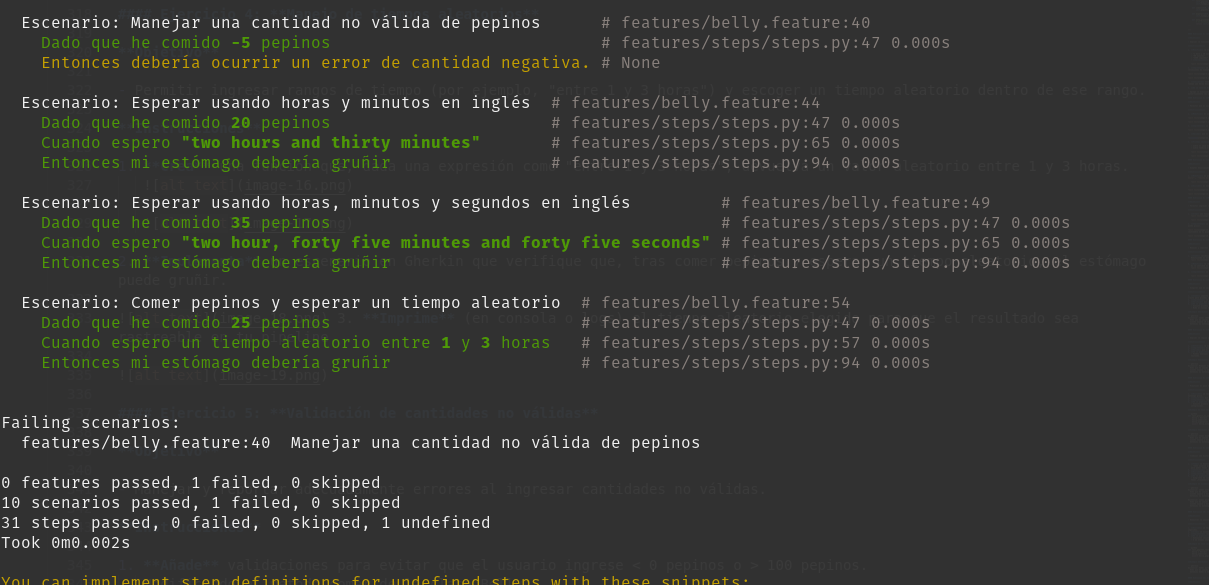 Escenario: Manejar una cantidad no válida de pepinos # features/belly.feature:40
Dado que he comido -5 pepinos # features/steps/steps.py:47 0.000s
Entonces debería ocurrir un error de cantidad negativa. # None
Escenario: Esperar usando horas y minutos en inglés # features/belly.feature:44
Dado que he comido 20 pepinos # features/steps/steps.py:47 0.000s
Cuando espero "two hours and thirty minutes" # features/steps/steps.py:65 0.000s
Entonces mi estómago debería gruñir # features/steps/steps.py:94 0.000s
Escenario: Esperar usando horas, minutos y segundos en inglés # features/belly.feature:49
Dado que he comido 35 pepinos # features/steps/steps.py:47 0.000s
Cuando espero "two hour, forty five minutes and forty five seconds" # features/steps/steps.py:65 0.000s
Entonces mi estómago debería gruñir # features/steps/steps.py:94 0.000s
Escenario: Comer pepinos y esperar un tiempo aleatorio # features/belly.feature:54
Dado que he comido 25 pepinos # features/steps/steps.py:47 0.000s
Cuando espero un tiempo aleatorio entre 1 y 3 horas # features/steps/steps.py:57 0.000s
Entonces mi estómago debería gruñir # features/steps/steps.py:94 0.000s
Failing scenarios:
features/belly.feature:40 Manejar una cantidad no válida de pepinos
0 features passed, 1 failed, 0 skipped
10 scenarios passed, 1 failed, 0 skipped
31 steps passed, 0 failed, 0 skipped, 1 undefined
Took 0m0.002s
You can implement step definitions for undefined steps with these snippets: